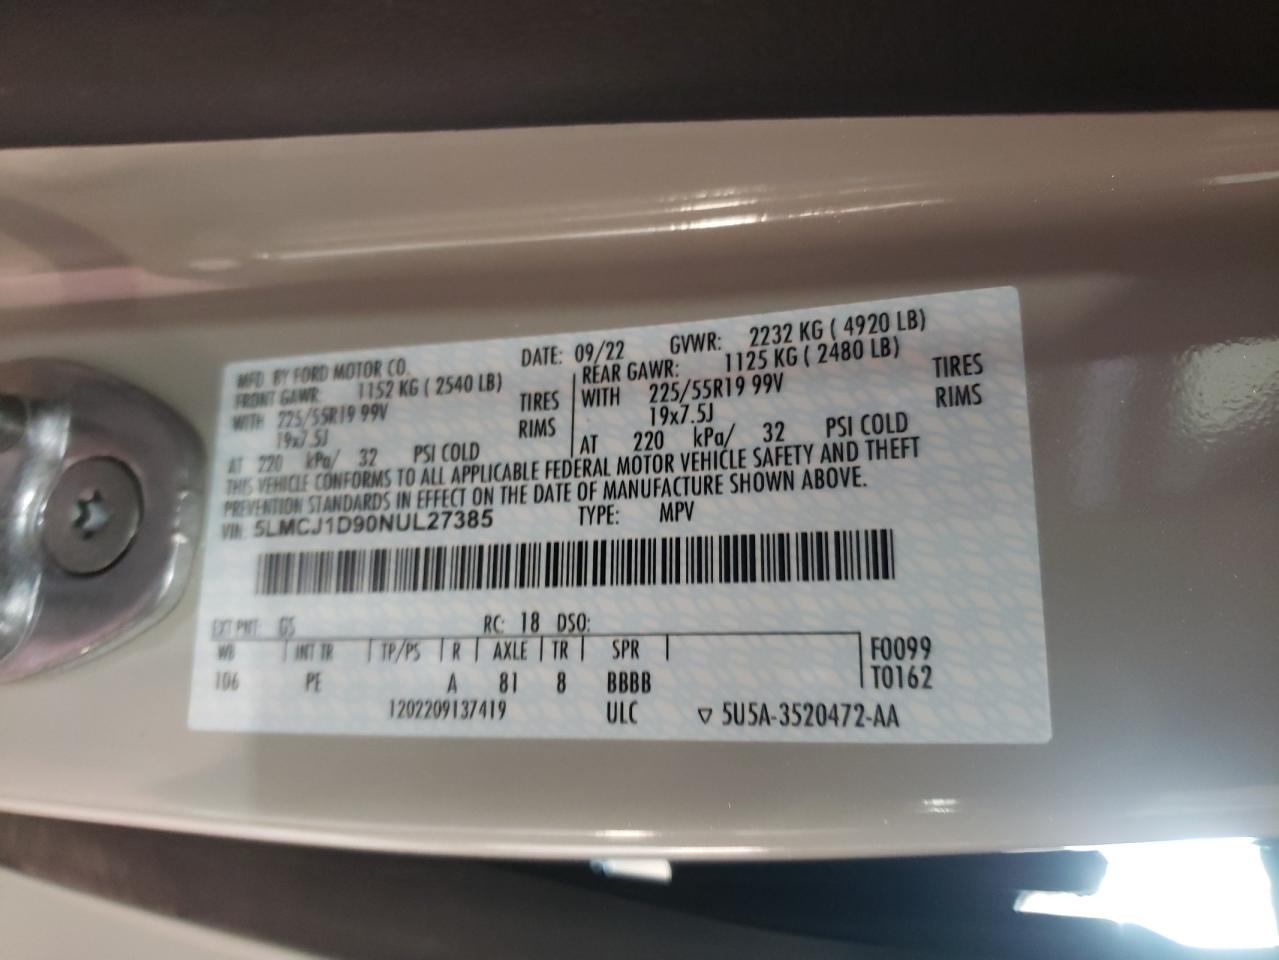 MFD BY FORD MOTOR CO. DATE: 09/22 GVWR: 2232 KG ( 4920 LB)
FRONT GAWR: 1152 KG ( 2540 LB) REAR GAWR: 1125 KG ( 2480 LB)
WITH 225/55R19 99V TIRES WITH 225/55R19 99V TIRES
19x7.5J RIMS 19x7.5J RIMS
AT 220 kPa/ 32 PSI COLD AT 220 kPa/ 32 PSI COLD
THIS VEHICLE CONFORMS TO ALL APPLICABLE FEDERAL MOTOR VEHICLE SAFETY AND THEFT
PREVENTION STANDARDS IN EFFECT ON THE DATE OF MANUFACTURE SHOWN ABOVE.
VIN: 5LMCJ1D90NUL27385 TYPE: MPV
EXT PNT: G5 RC: 18 DSO:
WB INT TR TP/PS R AXLE TR SPR F0099
106 PE A 81 8 BBBB T0162
1202209137419 ULC ▽ 5U5A-3520472-AA